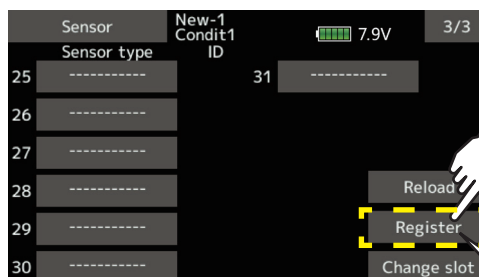 Sensor
New-1
Condit1
7.9V
3/3
Sensor type
ID
25 -----------
31 -----------
26 -----------
27 -----------
28 -----------
Reload
29 -----------
Register
30 -----------
Change slot